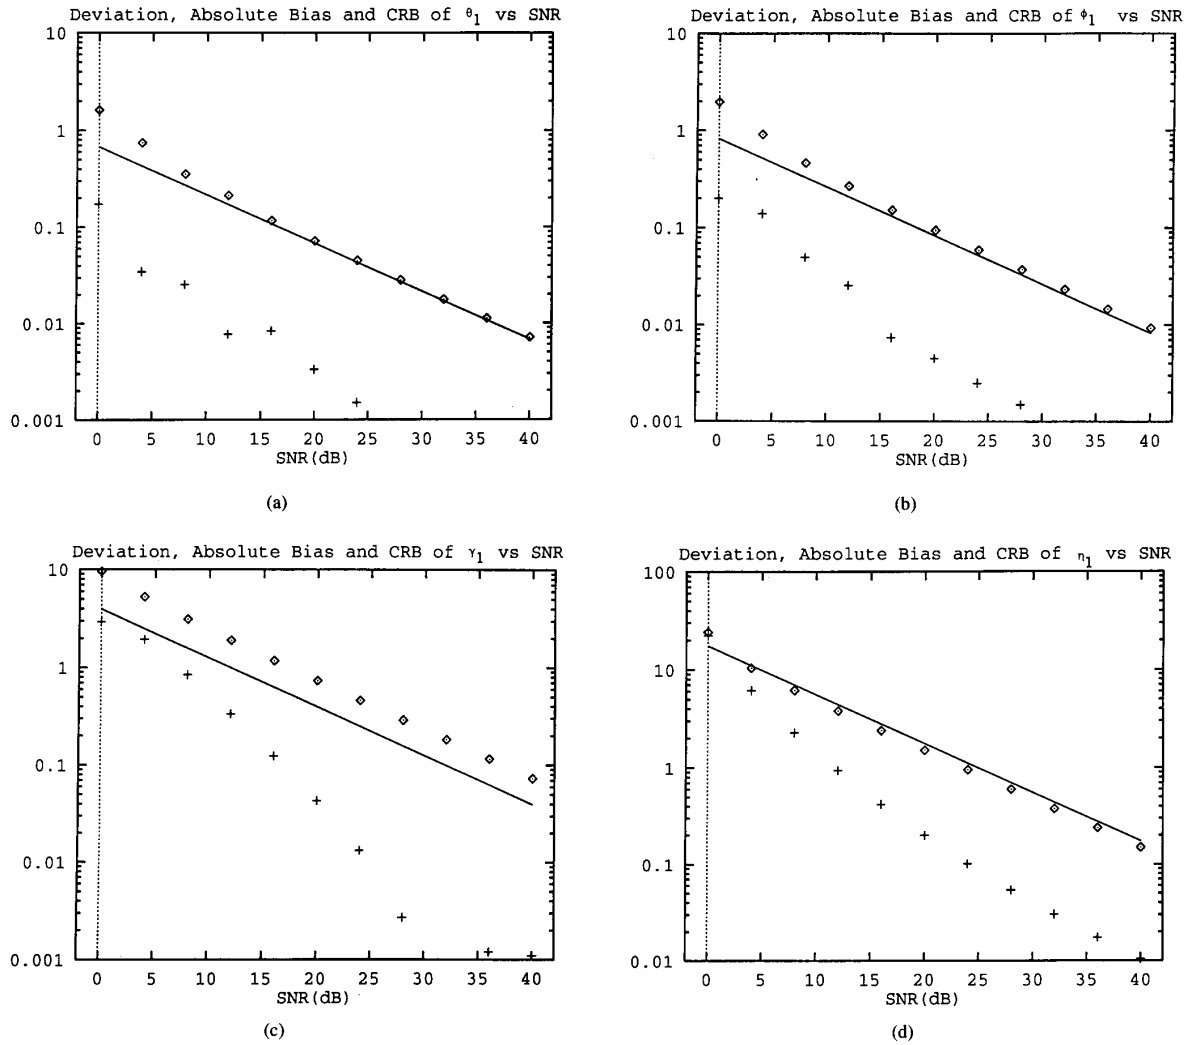 Deviation, Absolute Bias and CRB of θ1 vs SNR
10
1
0.1
0.01
0.001
0 5 10 15 20 25 30 35 40
SNR(dB)
(a)
Deviation, Absolute Bias and CRB of ϕ1 vs SNR
10
1
0.1
0.01
0.001
0 5 10 15 20 25 30 35 40
SNR(dB)
(b)
Deviation, Absolute Bias and CRB of γ1 vs SNR
10
1
0.1
0.01
0.001
0 5 10 15 20 25 30 35 40
SNR(dB)
(c)
Deviation, Absolute Bias and CRB of η1 vs SNR
100
10
1
0.1
0.01
0 5 10 15 20 25 30 35 40
SNR(dB)
(d)